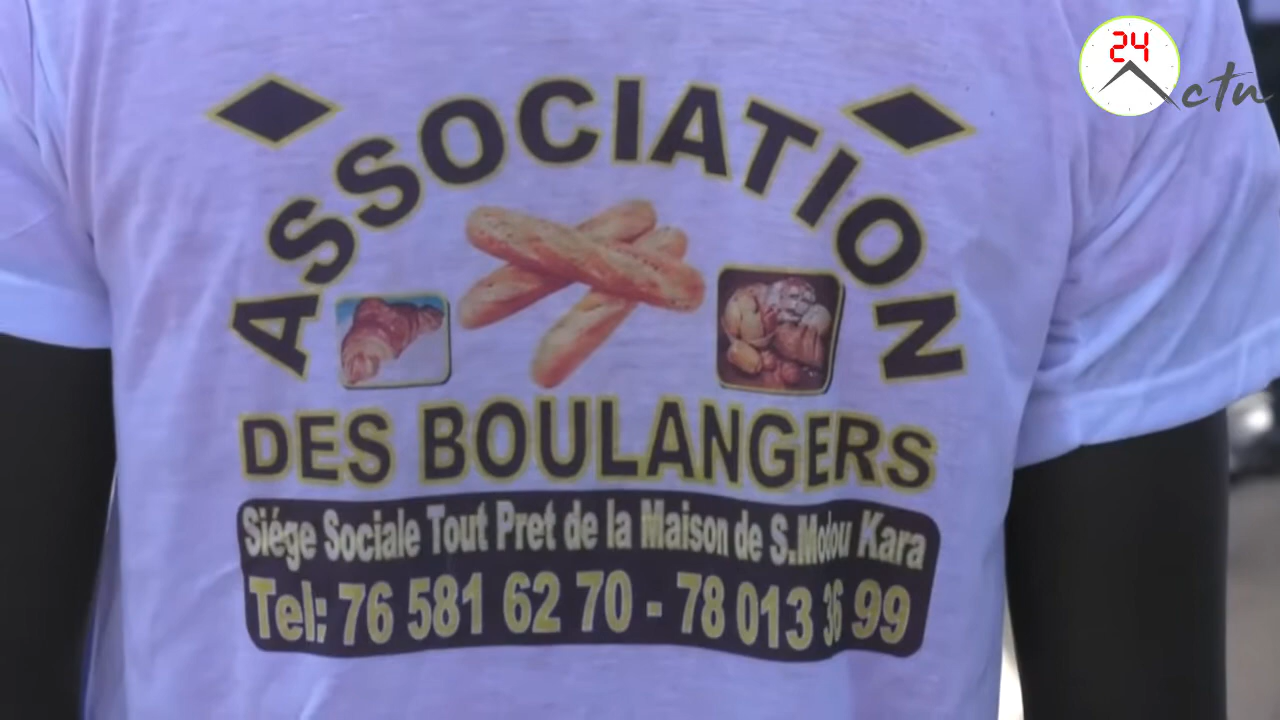 24
Actu
ASSOCIATION
DES BOULANGERS
Siége Sociale Tout Pret de la Maison de S.Modou Kara
Tel: 76 581 62 70 - 78 013 36 99